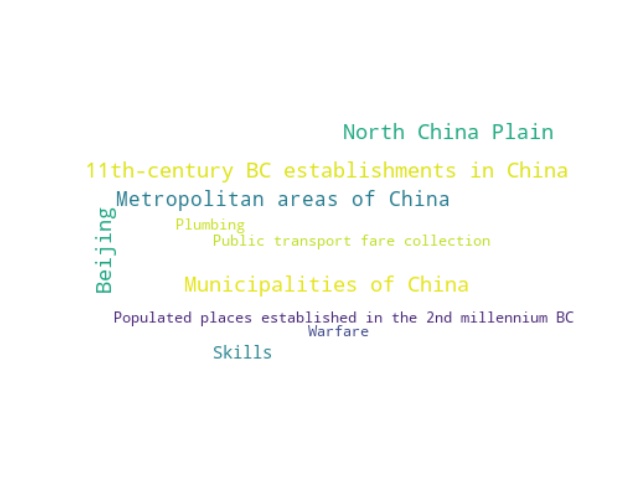 North China Plain
11th-century BC establishments in China
Metropolitan areas of China
Beijing
Plumbing
Public transport fare collection
Municipalities of China
Populated places established in the 2nd millennium BC
Warfare
Skills